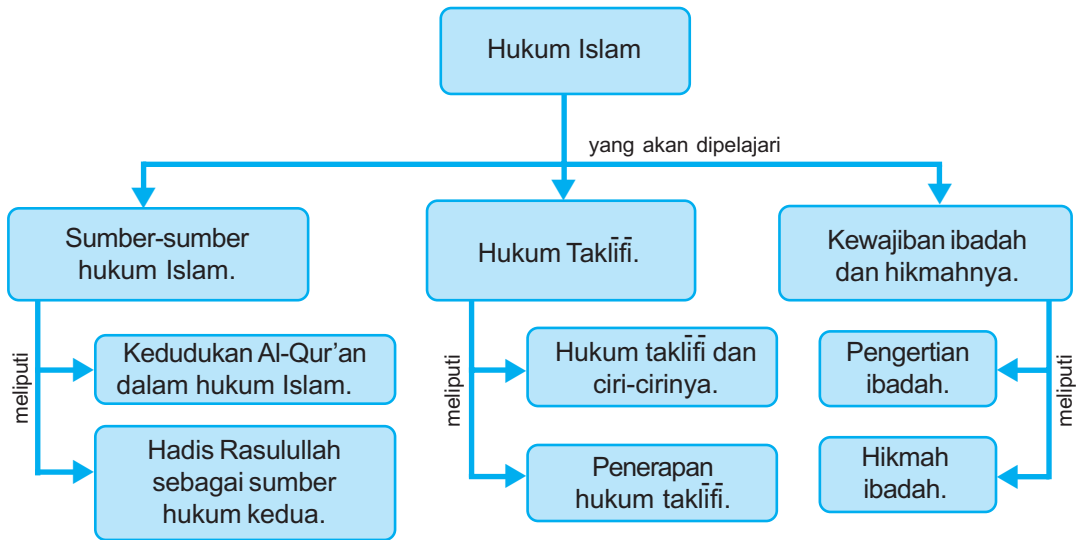 Hukum Islam
yang akan dipelajari
Sumber-sumber
hukum Islam.
meliputi
Kedudukan Al-Qur’an
dalam hukum Islam.
Hadis Rasulullah
sebagai sumber
hukum kedua.
Hukum Taklīfī.
meliputi
Hukum taklīfī dan
ciri-cirinya.
Penerapan
hukum taklīfī.
Kewajiban ibadah
dan hikmahnya.
meliputi
Pengertian
ibadah.
Hikmah
ibadah.